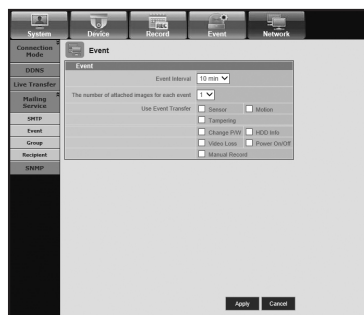 System Device Record Event Network
Connection Mode
DDNS
Live Transfer
Mailing Service
SMTP
Event
Group
Recipient
SNMP
Event
Event
Event Interval 10 min
The number of attached images for each event 1
Use Event Transfer Sensor Motion
Tampering
Change P/W HDD Info
Video Loss Power On/Off
Manual Record
Apply Cancel